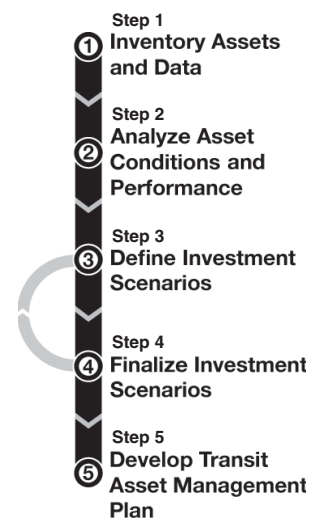 Step 1
1 Inventory Assets
and Data
Step 2
2 Analyze Asset
Conditions and
Performance
Step 3
3 Define Investment
Scenarios
Step 4
4 Finalize Investment
Scenarios
Step 5
5 Develop Transit
Asset Management
Plan